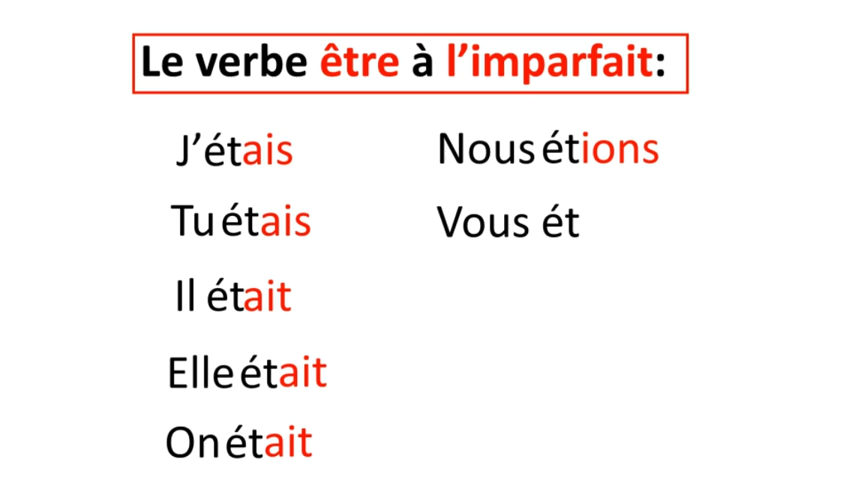 Le verbe être à l’imparfait:
J’étais
Tu étais
Il était
Elle était
On était
Nous étions
Vous ét